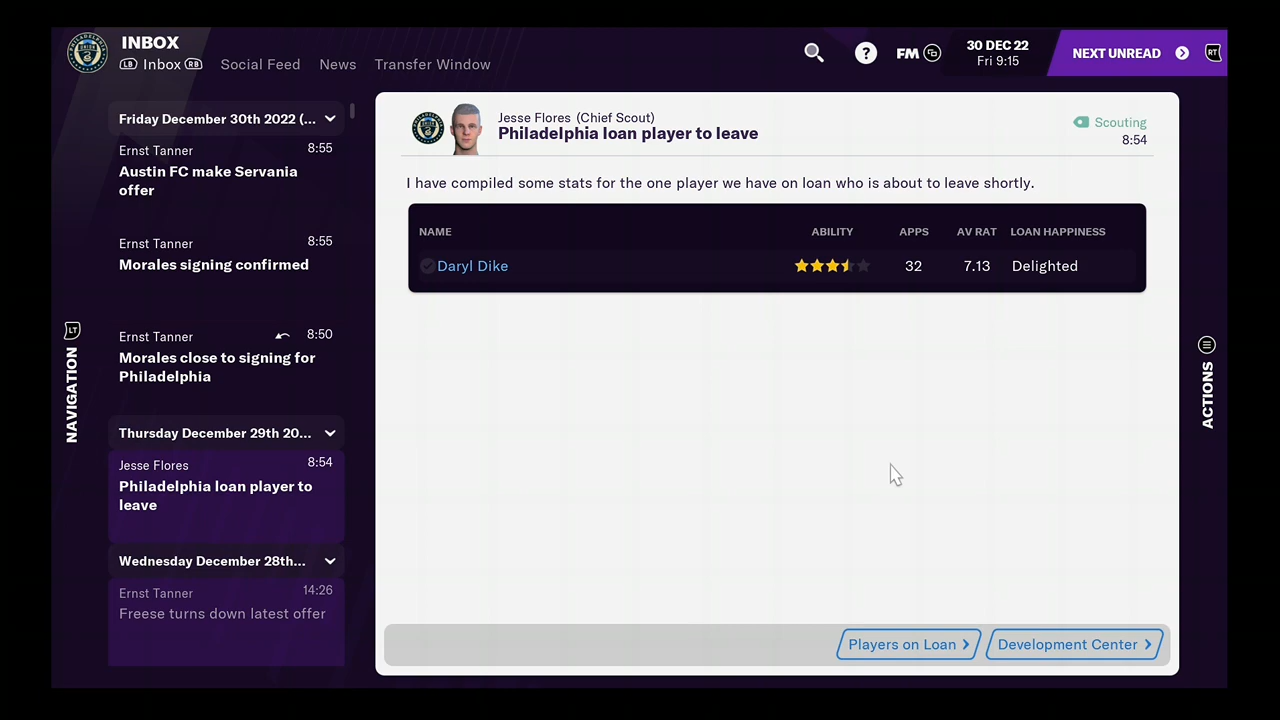 INBOX
LB Inbox RB Social Feed News Transfer Window
? FM 30 DEC 22 NEXT UNREAD RT
Fri 9:15
Friday December 30th 2022 (...
Ernst Tanner 8:55
Austin FC make Servania
offer
Ernst Tanner 8:55
Morales signing confirmed
Ernst Tanner 8:50
Morales close to signing for
Philadelphia
Thursday December 29th 20...
Jesse Flores 8:54
Philadelphia loan player to
leave
Wednesday December 28th...
Ernst Tanner 14:26
Freese turns down latest offer
LT
NAVIGATION
Jesse Flores (Chief Scout)
Philadelphia loan player to leave
Scouting
8:54
I have compiled some stats for the one player we have on loan who is about to leave shortly.
NAME ABILITY APPS AV RAT LOAN HAPPINESS
Daryl Dike 32 7.13 Delighted
Players on Loan Development Center
ACTIONS